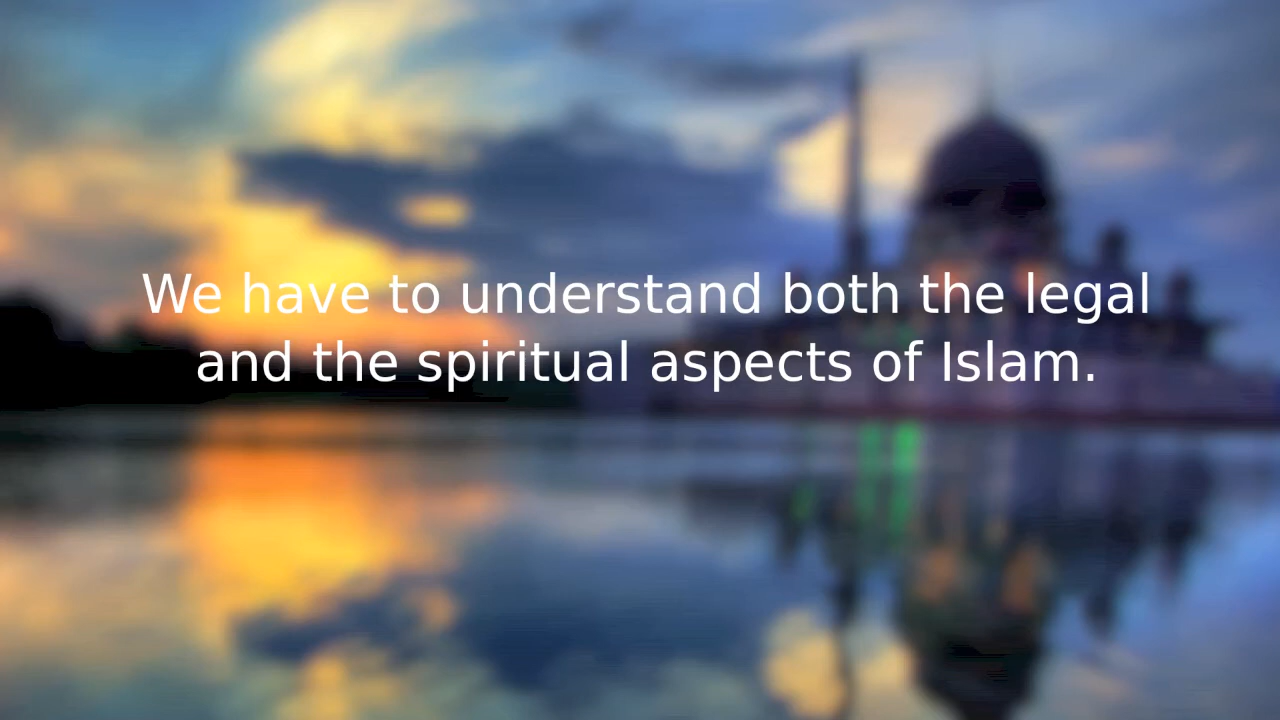 We have to understand both the legal
and the spiritual aspects of Islam.